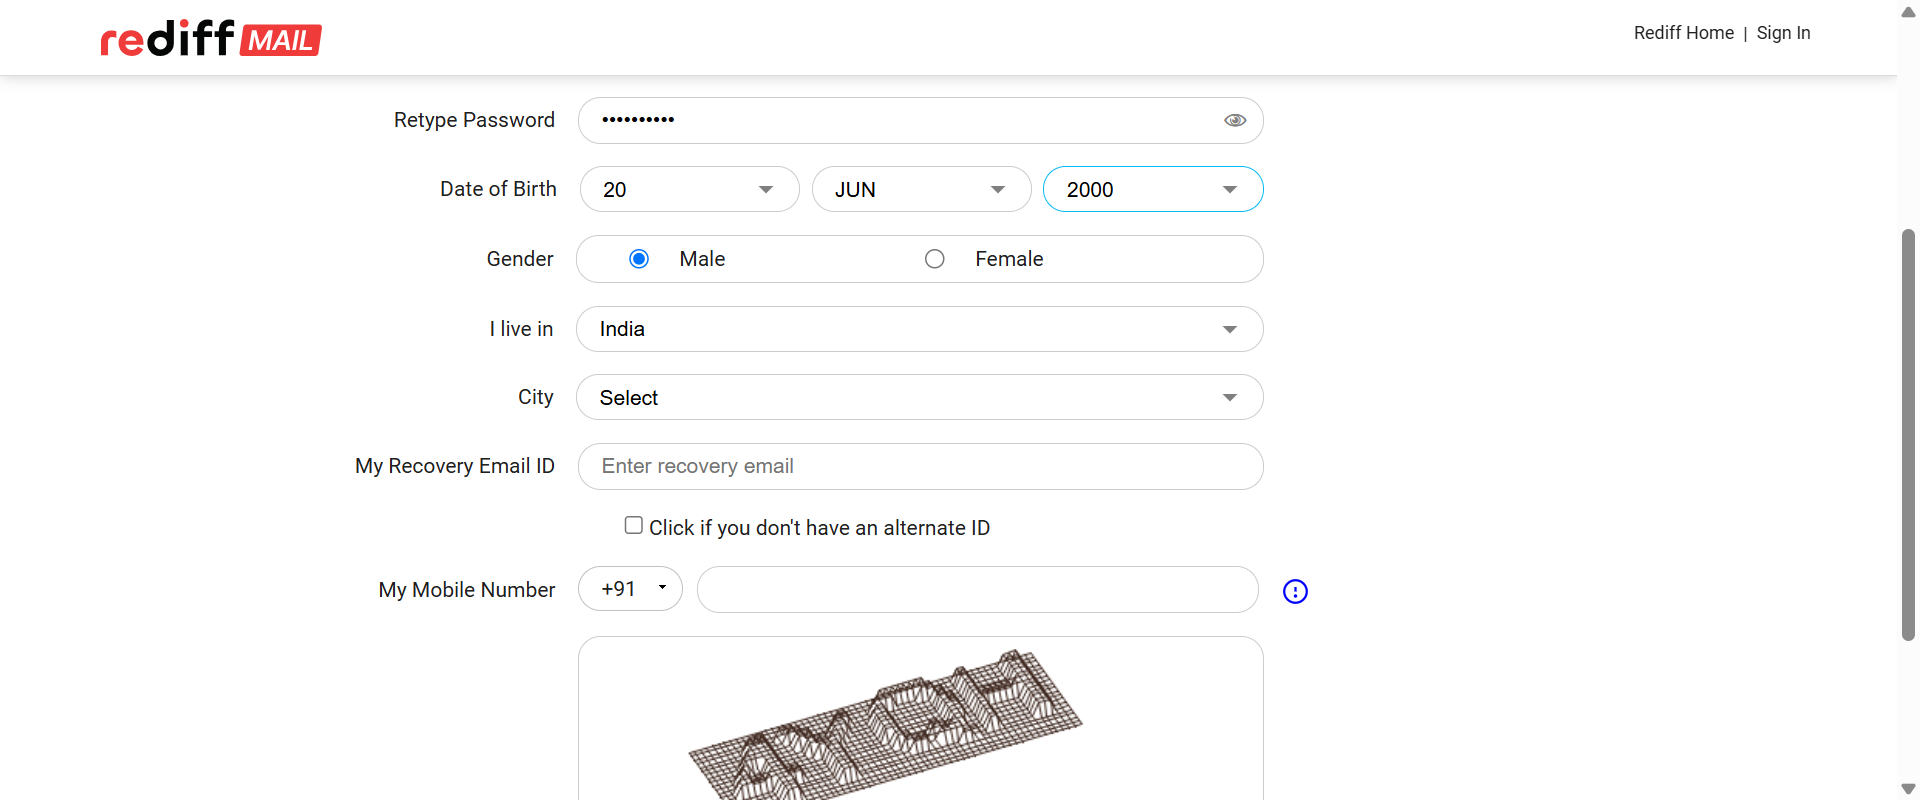 rediff MAIL
Rediff Home | Sign In
Retype Password ••••••••••
Date of Birth 20 JUN 2000
Gender Male Female
I live in India
City Select
My Recovery Email ID Enter recovery email
Click if you don't have an alternate ID
My Mobile Number +91
AYQH